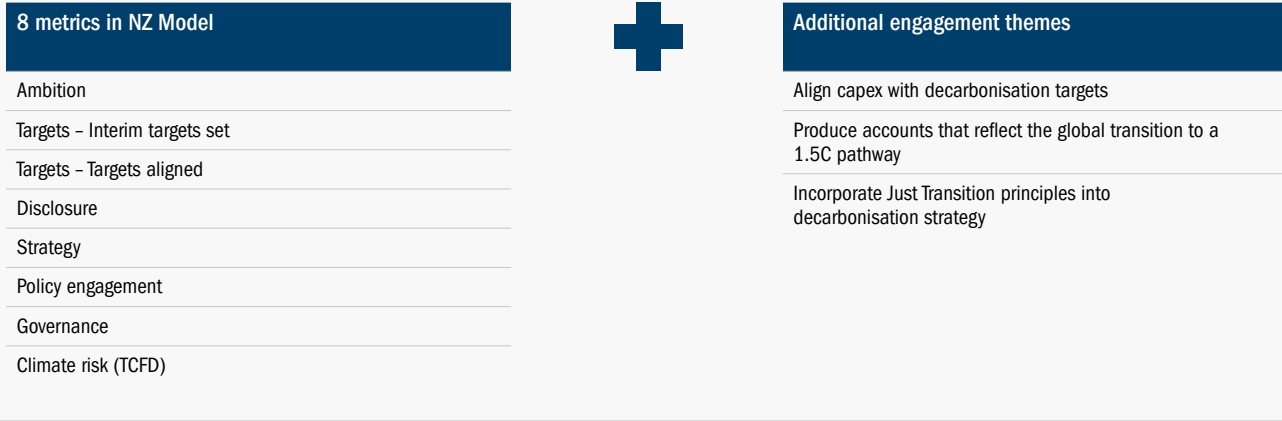 8 metrics in NZ Model
Ambition
Targets – Interim targets set
Targets – Targets aligned
Disclosure
Strategy
Policy engagement
Governance
Climate risk (TCFD)
Additional engagement themes
Align capex with decarbonisation targets
Produce accounts that reflect the global transition to a
1.5C pathway
Incorporate Just Transition principles into
decarbonisation strategy